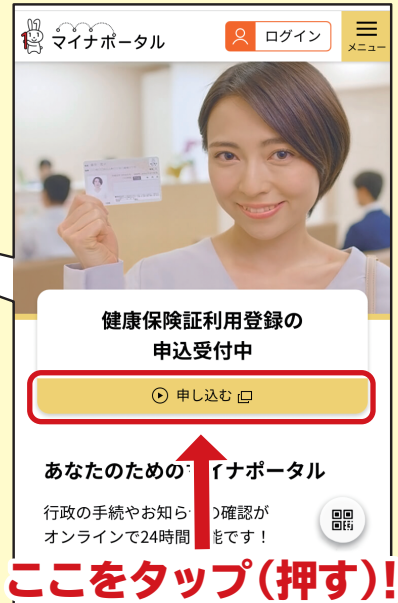 マイナポータル
ログイン
メニュー
健康保険証利用登録の
申込受付中
申し込む
あなたのための イナポータル
行政の手続やお知ら の確認が
オンラインで24時間 能です！
ここをタップ（押す）！